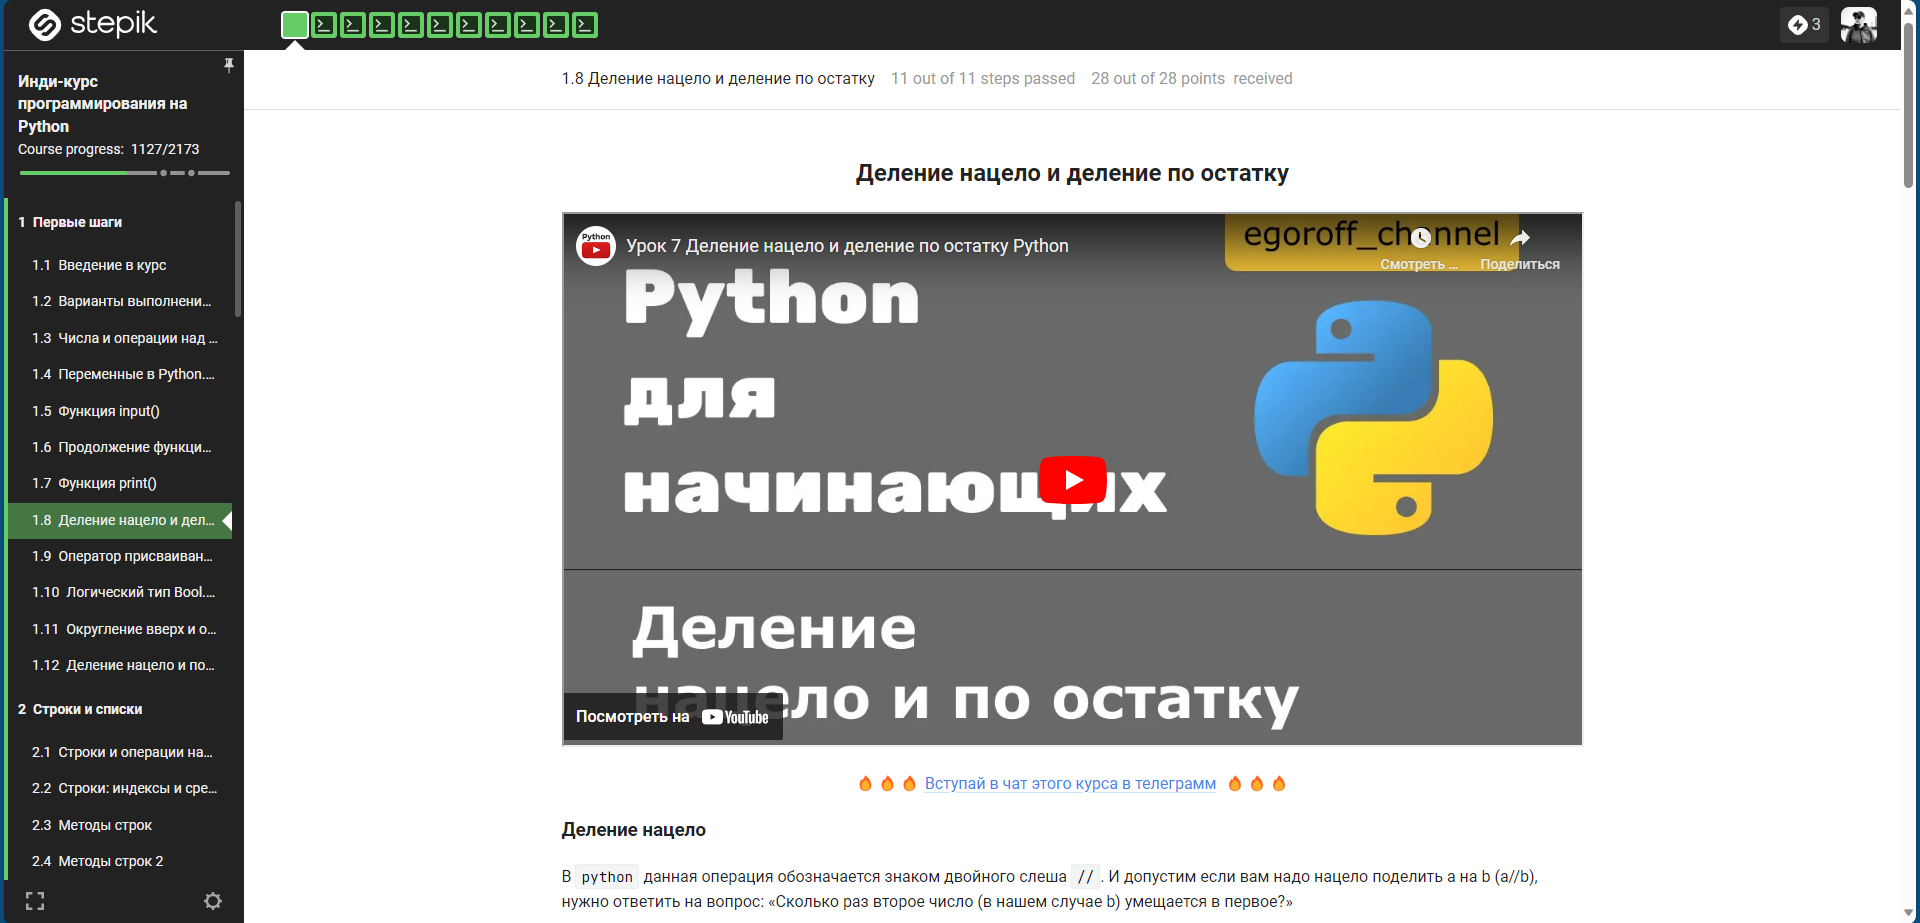 stepik
3
Инди-курс
программирования на
Python
Course progress: 1127/2173
1 Первые шаги
1.1 Введение в курс
1.2 Варианты выполнени...
1.3 Числа и операции над ...
1.4 Переменные в Python....
1.5 Функция input()
1.6 Продолжение функци...
1.7 Функция print()
1.8 Деление нацело и дел...
1.9 Оператор присваиван...
1.10 Логический тип Bool....
1.11 Округление вверх и о...
1.12 Деление нацело и по...
2 Строки и списки
2.1 Строки и операции на...
2.2 Строки: индексы и сре...
2.3 Методы строк
2.4 Методы строк 2
1.8 Деление нацело и деление по остатку 11 out of 11 steps passed 28 out of 28 points received
Деление нацело и деление по остатку
Python
Урок 7 Деление нацело и деление по остатку Python
egoroff_channel
Смотреть ...
Поделиться
Python
для
начинающих
Деление
нацело и по остатку
Посмотреть на YouTube
Вступай в чат этого курса в телеграмм
Деление нацело
В python данная операция обозначается знаком двойного слеша // . И допустим если вам надо нацело поделить a на b (a//b),
нужно ответить на вопрос: «Сколько раз второе число (в нашем случае b) умещается в первое?»